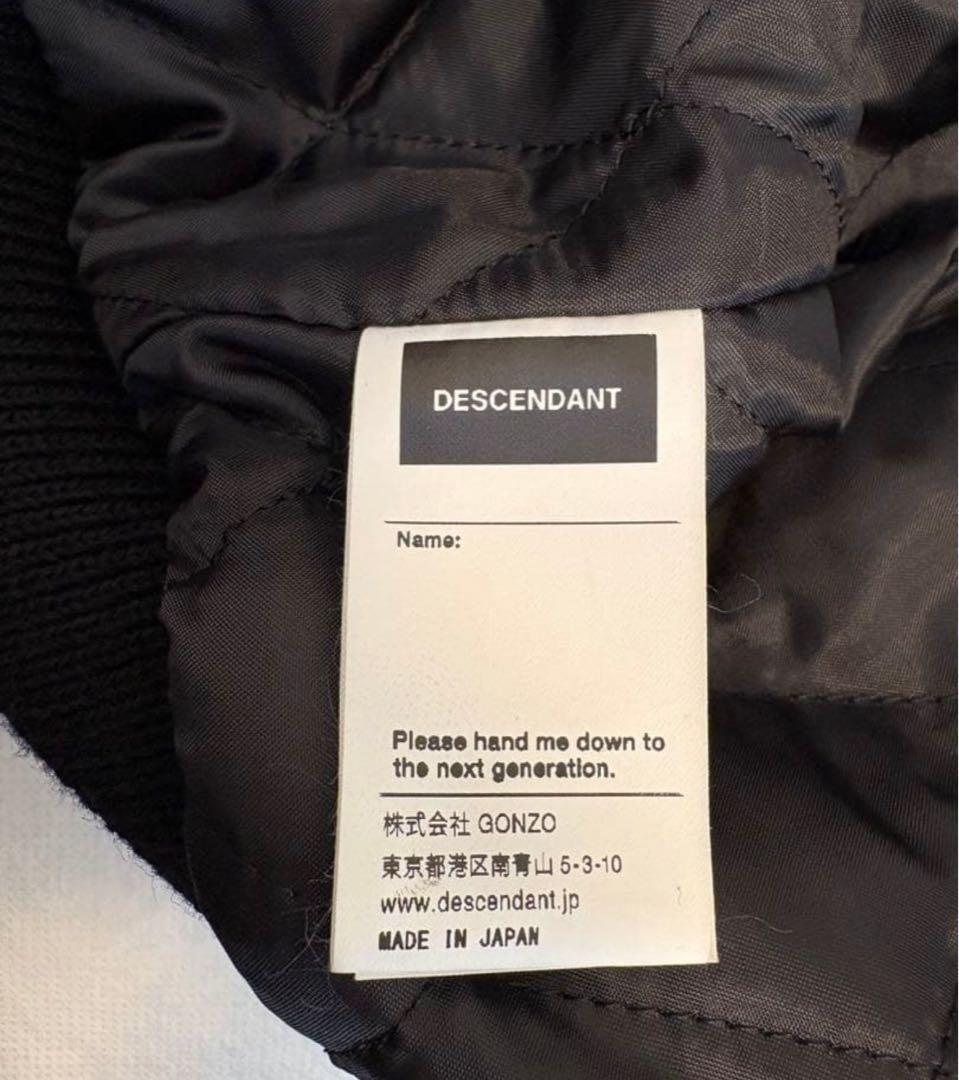 DESCENDANT
Name:
Please hand me down to
the next generation.
株式会社 GONZO
東京都港区南青山 5-3-10
www.descendant.jp
MADE IN JAPAN